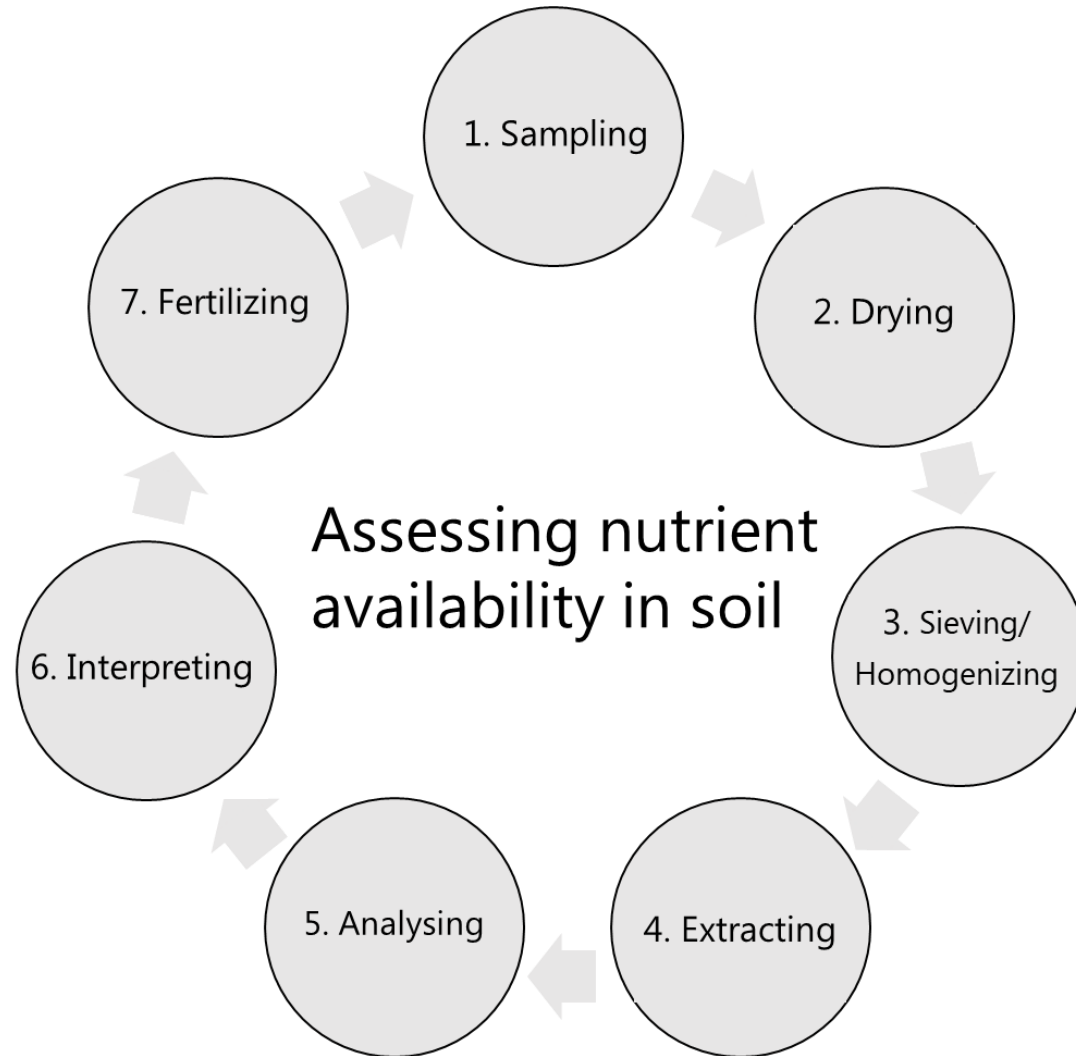 1. Sampling
2. Drying
3. Sieving/
Homogenizing
4. Extracting
5. Analysing
6. Interpreting
7. Fertilizing
Assessing nutrient
availability in soil